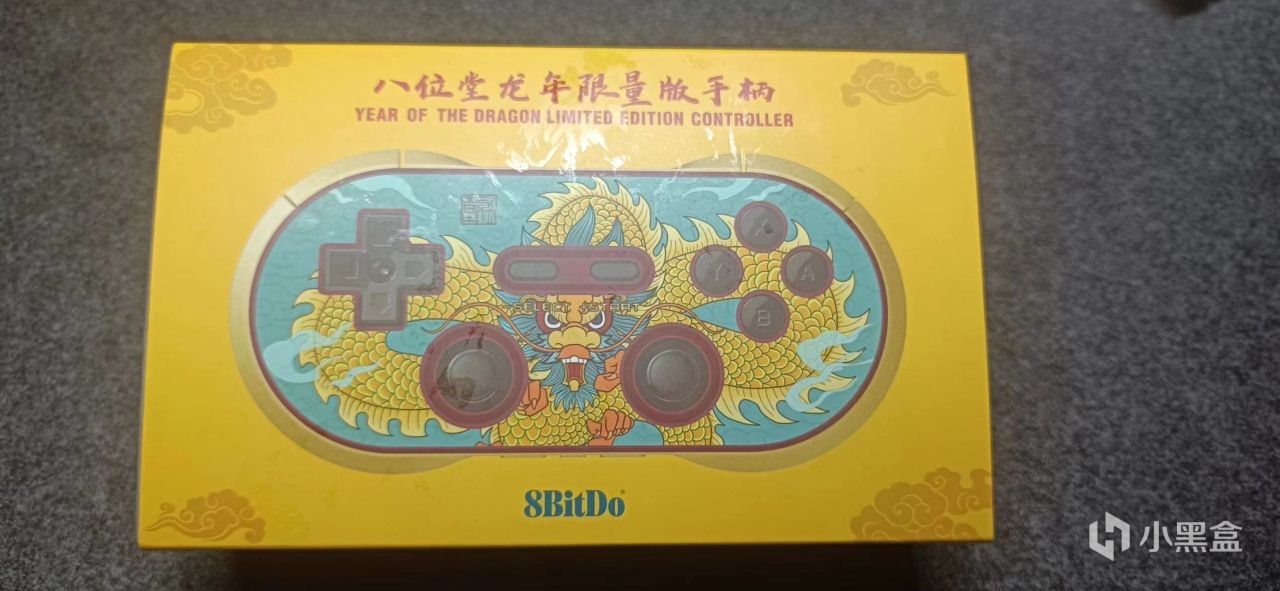 八位堂龙年限量版手柄
YEAR OF THE DRAGON LIMITED EDITION CONTROLLER
X
Y
A
B
SELECT START
8BitDo
小黑盒